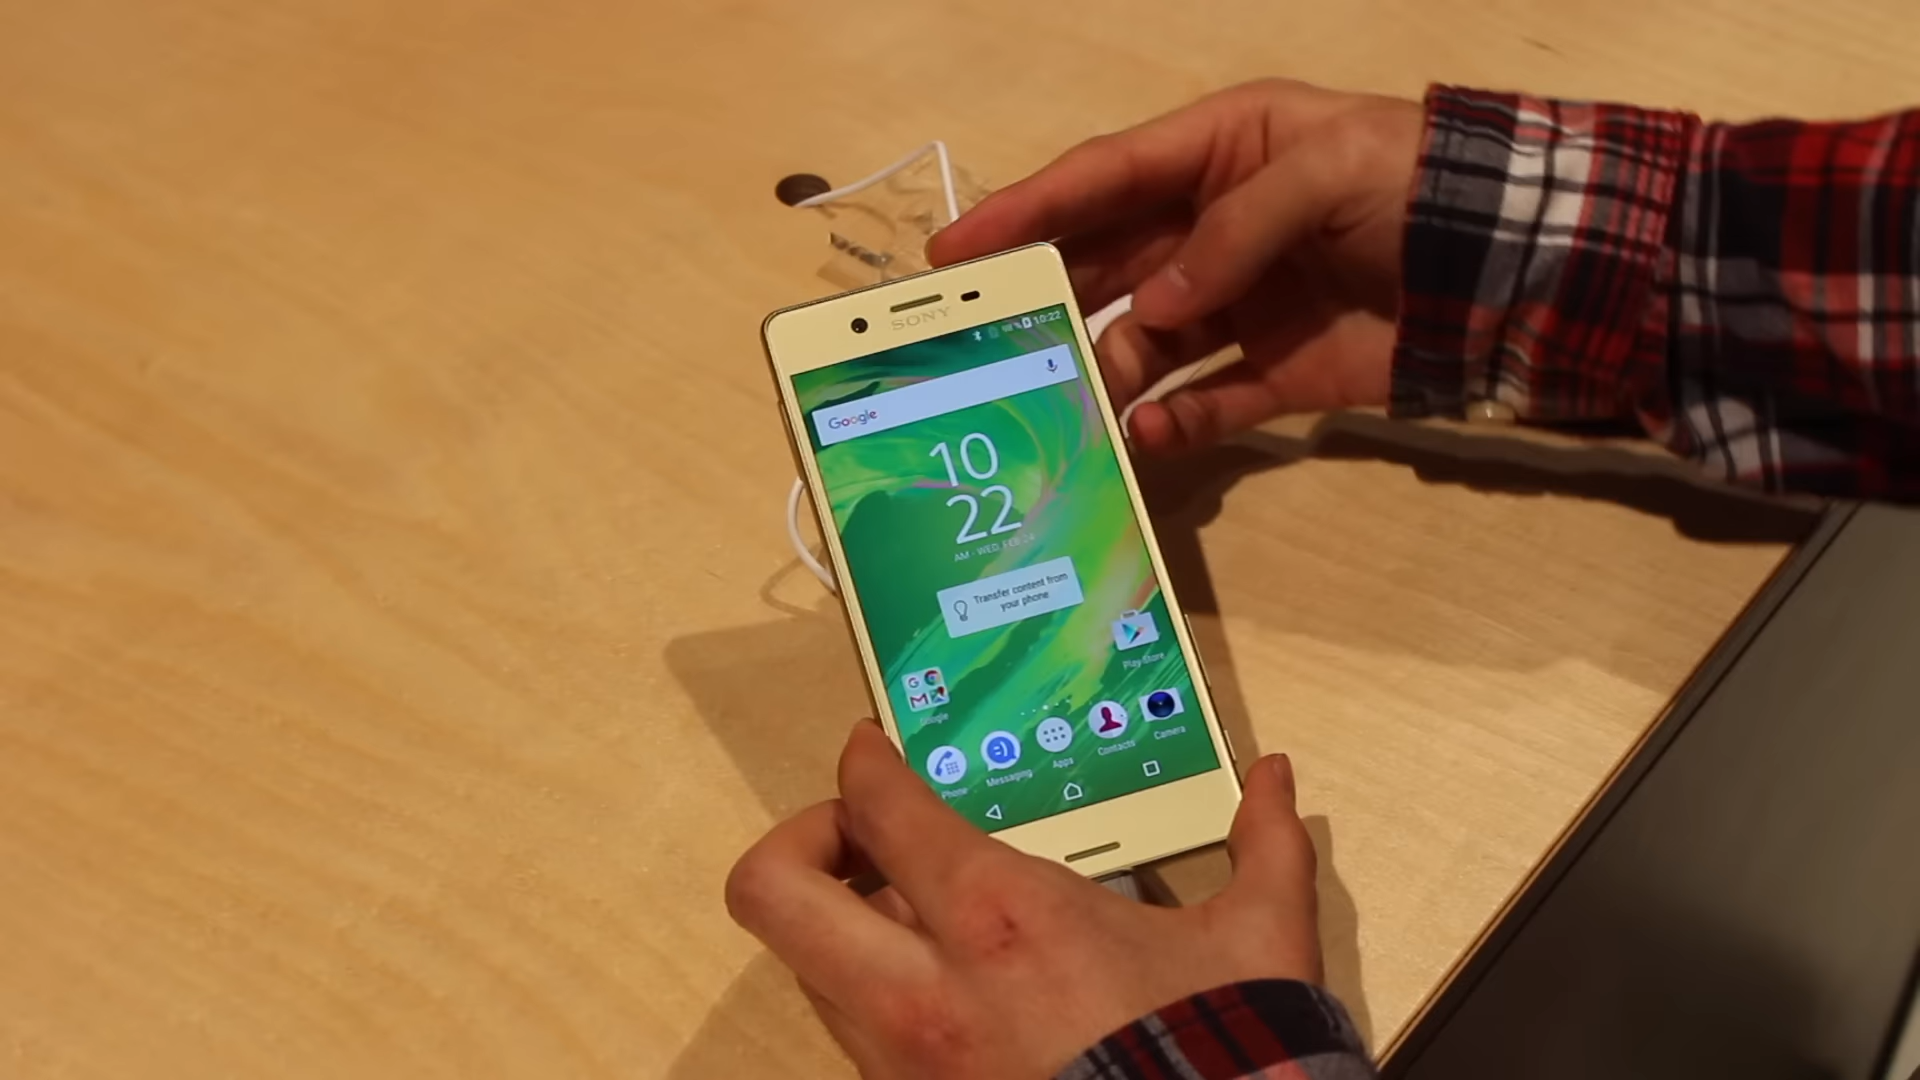 SONY
10:22
Google
10
22
AM - WED, FEB 24
Transfer content from
your phone
Play Store
Google
Phone
Messaging
Apps
Contacts
Camera